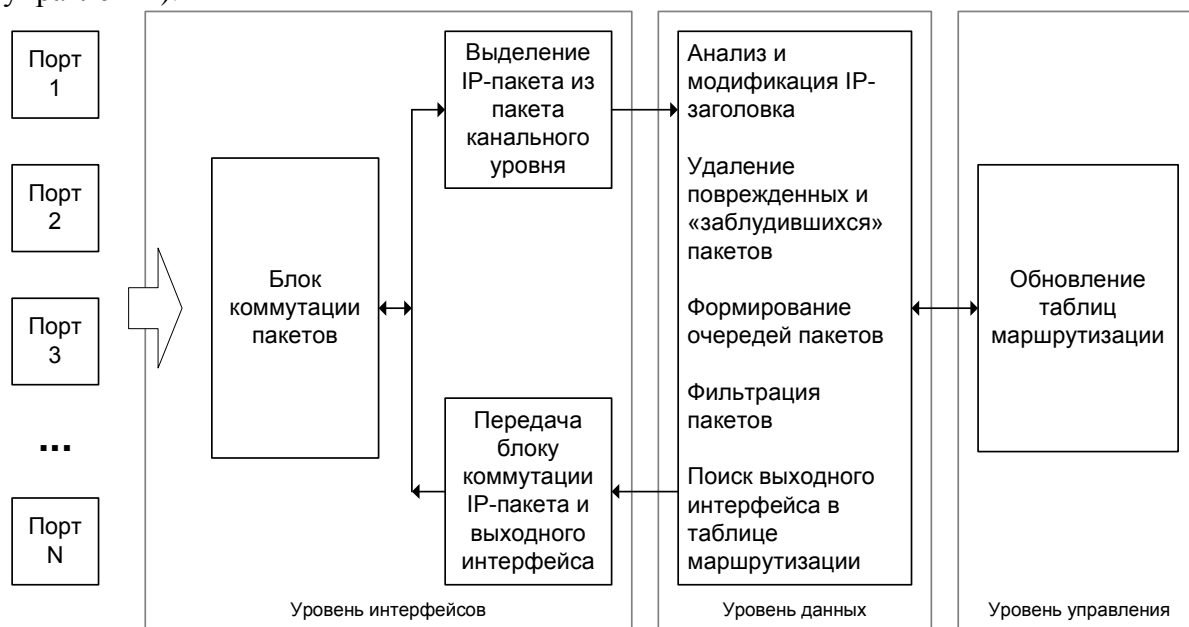 Порт
1
Порт
2
Порт
3
...
Порт
N
Блок
коммутации
пакетов
Выделение
IP-пакета из
пакета
канального
уровня
Передача
блоку
коммутации
IP-пакета и
выходного
интерфейса
Уровень интерфейсов
Анализ и
модификация IP-
заголовка
Удаление
поврежденных и
«заблудившихся»
пакетов
Формирование
очередей пакетов
Фильтрация
пакетов
Поиск выходного
интерфейса в
таблице
маршрутизации
Уровень данных
Обновление
таблиц
маршрутизации
Уровень управления